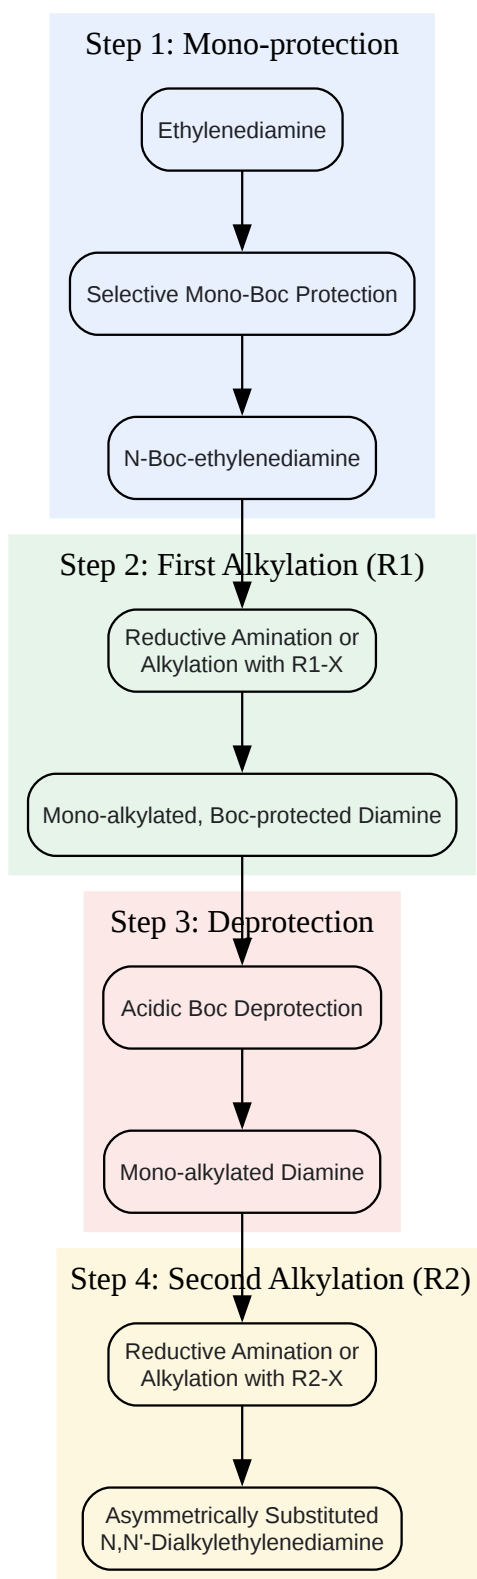 Step 1: Mono-protection
Ethylenediamine
Selective Mono-Boc Protection
N-Boc-ethylenediamine
Step 2: First Alkylation (R1)
Reductive Amination or
Alkylation with R1-X
Mono-alkylated, Boc-protected Diamine
Step 3: Deprotection
Acidic Boc Deprotection
Mono-alkylated Diamine
Step 4: Second Alkylation (R2)
Reductive Amination or
Alkylation with R2-X
Asymmetrically Substituted
N,N'-Dialkylethylenediamine